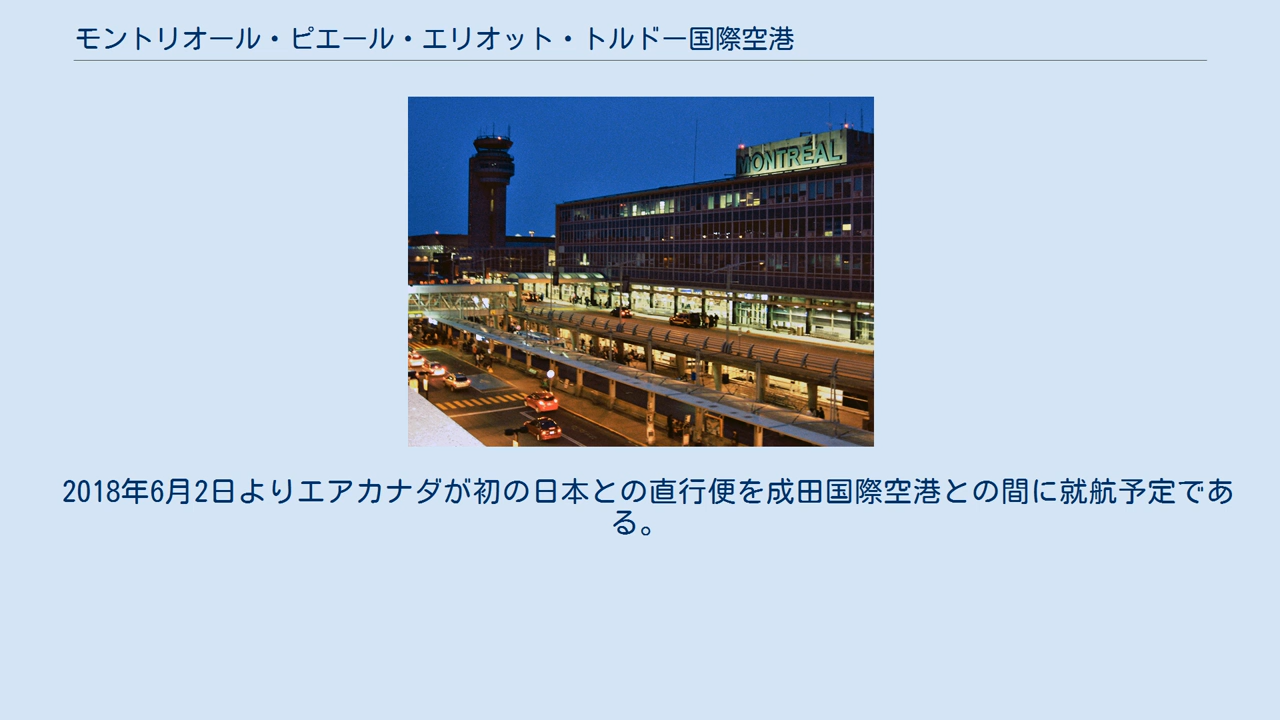 モントリオール・ピエール・エリオット・トルドー国際空港
MONTRÉAL
2018年6月2日よりエアカナダが初の日本との直行便を成田国際空港との間に就航予定であ
る。